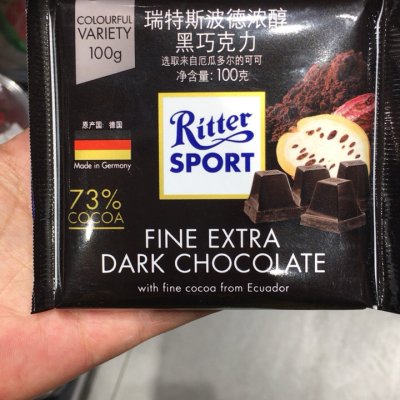 COLOURFUL
VARIETY
100g
瑞特斯波德浓醇
黑巧克力
选取来自厄瓜多尔的可可
净含量: 100克
原产国: 德国
Made in Germany
Ritter
SPORT
73%
COCOA
FINE EXTRA
DARK CHOCOLATE
with fine cocoa from Ecuador